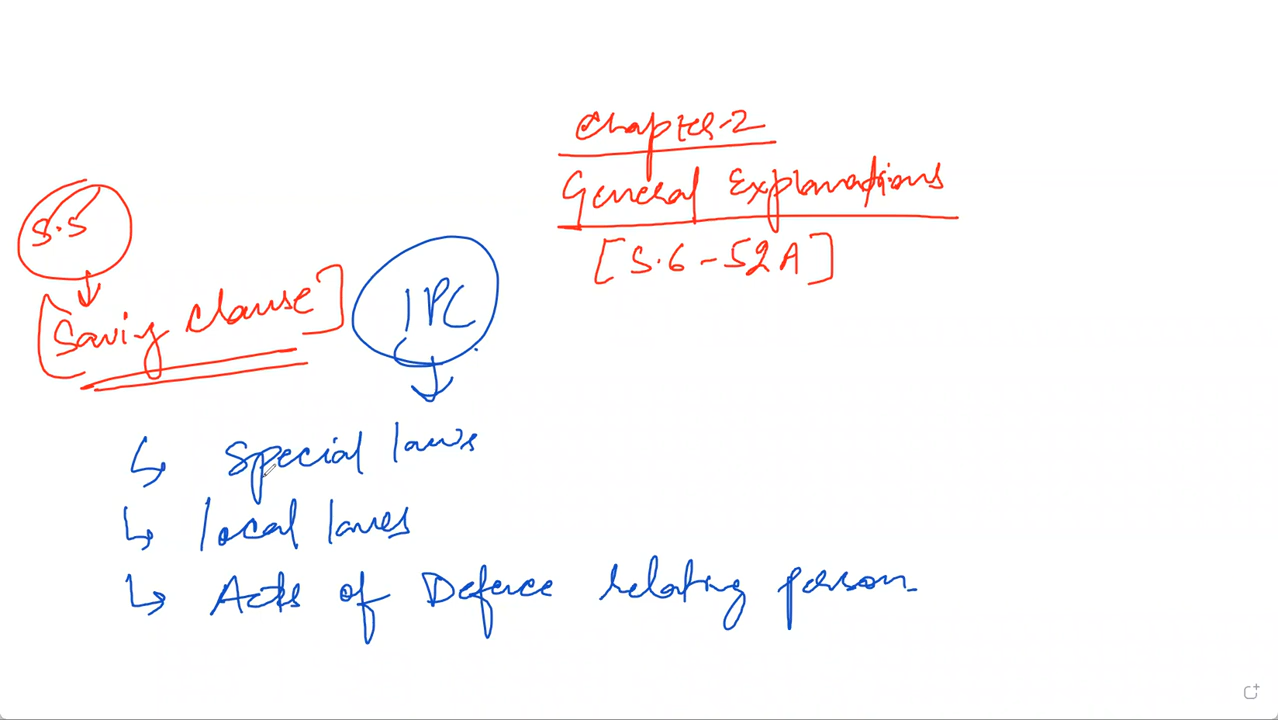 Chapter-2
General Explanations
[S.6-52A]
S.5
[Saving clause]
IPC
↳ Special laws
↳ local laws
↳ Acts of Defence relating person